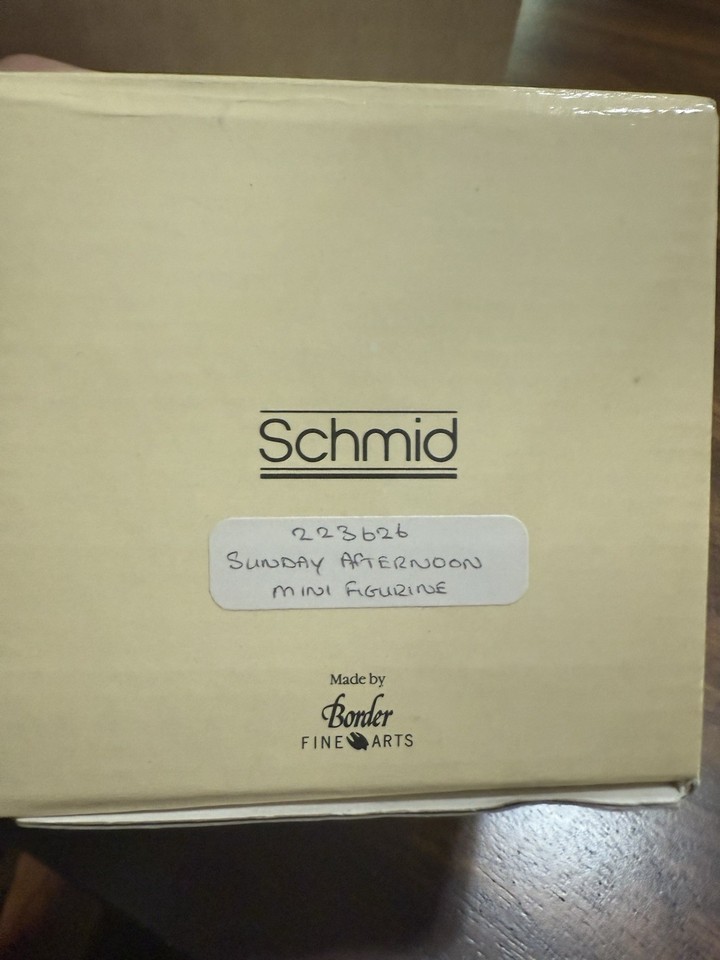 Schmid
223626
SUNDAY AFTERNOON
MINI FIGURINE
Made by
Border
FINE ARTS